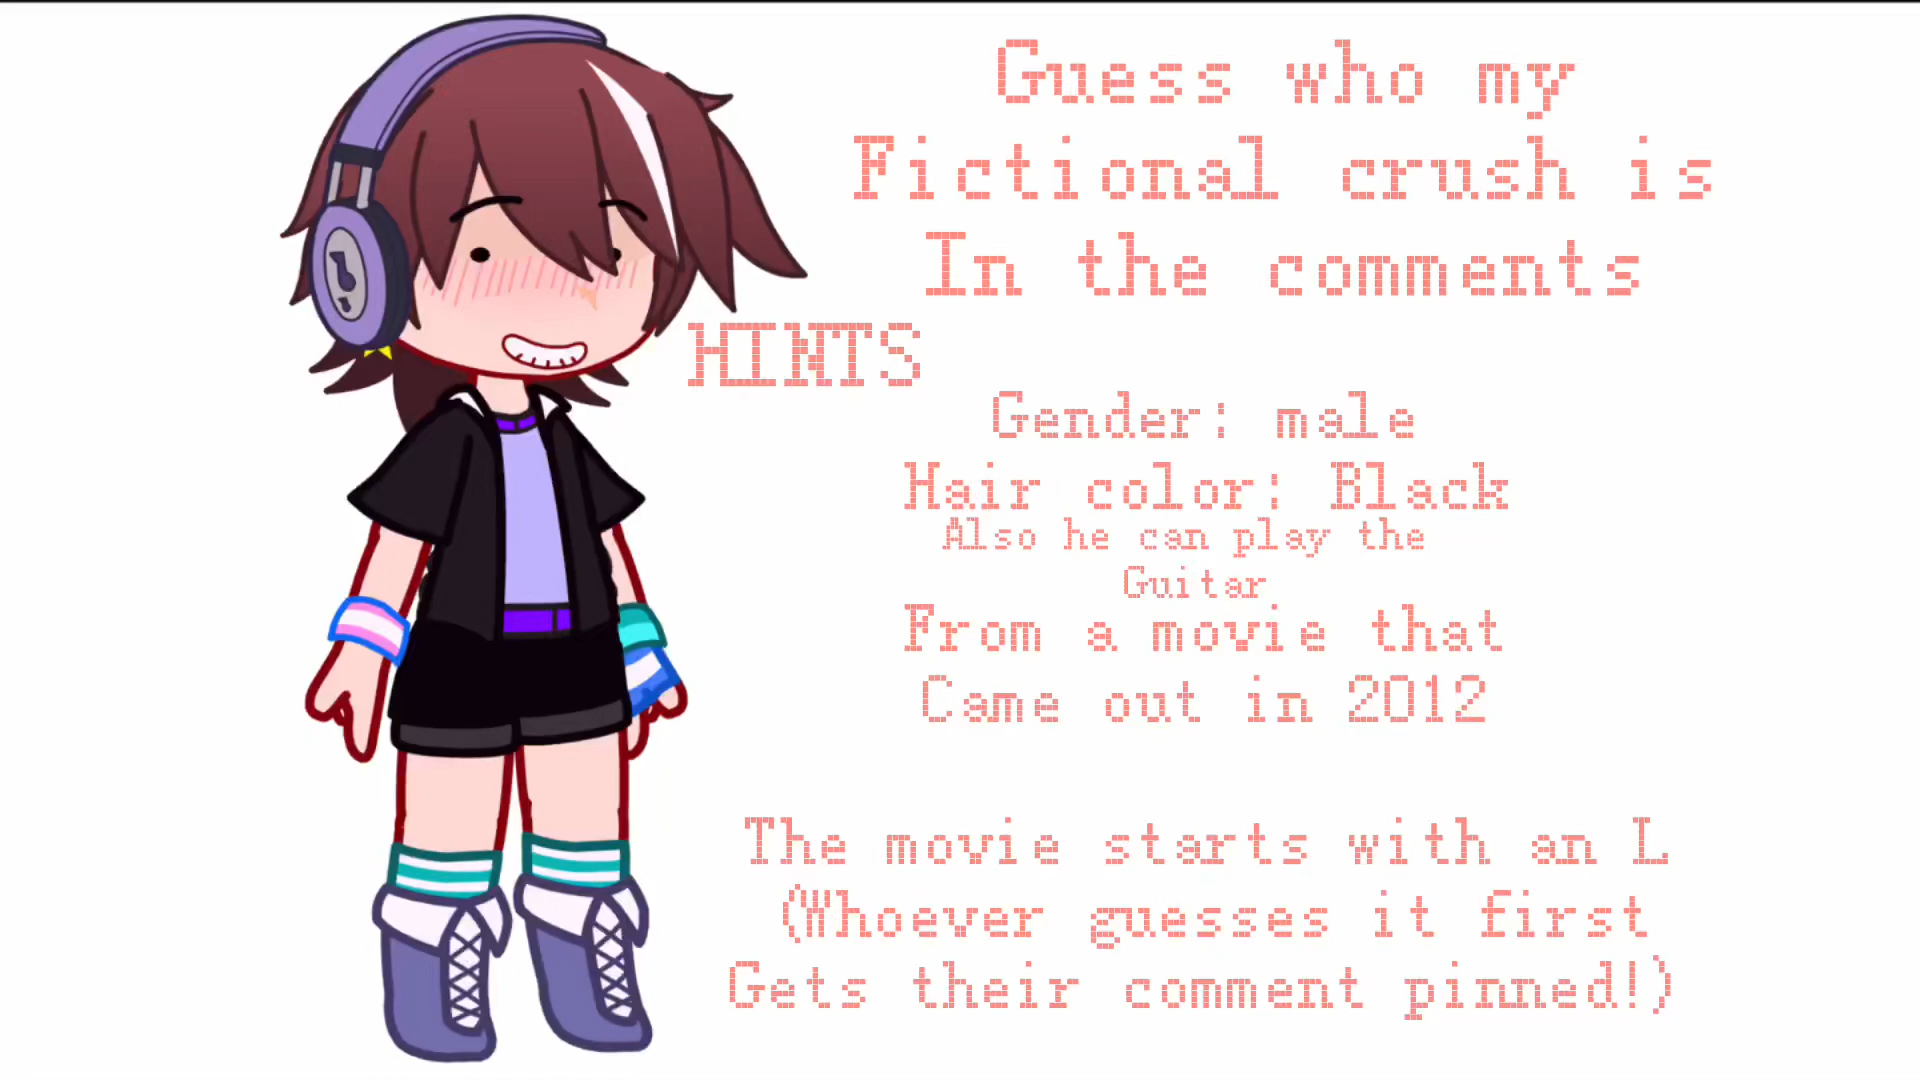 Guess who my
Fictional crush is
In the comments
HINTS
Gender: male
Hair color: Black
Also he can play the
Guitar
From a movie that
Came out in 2012
The movie starts with an L
(Whoever guesses it first
Gets their comment pinned!)